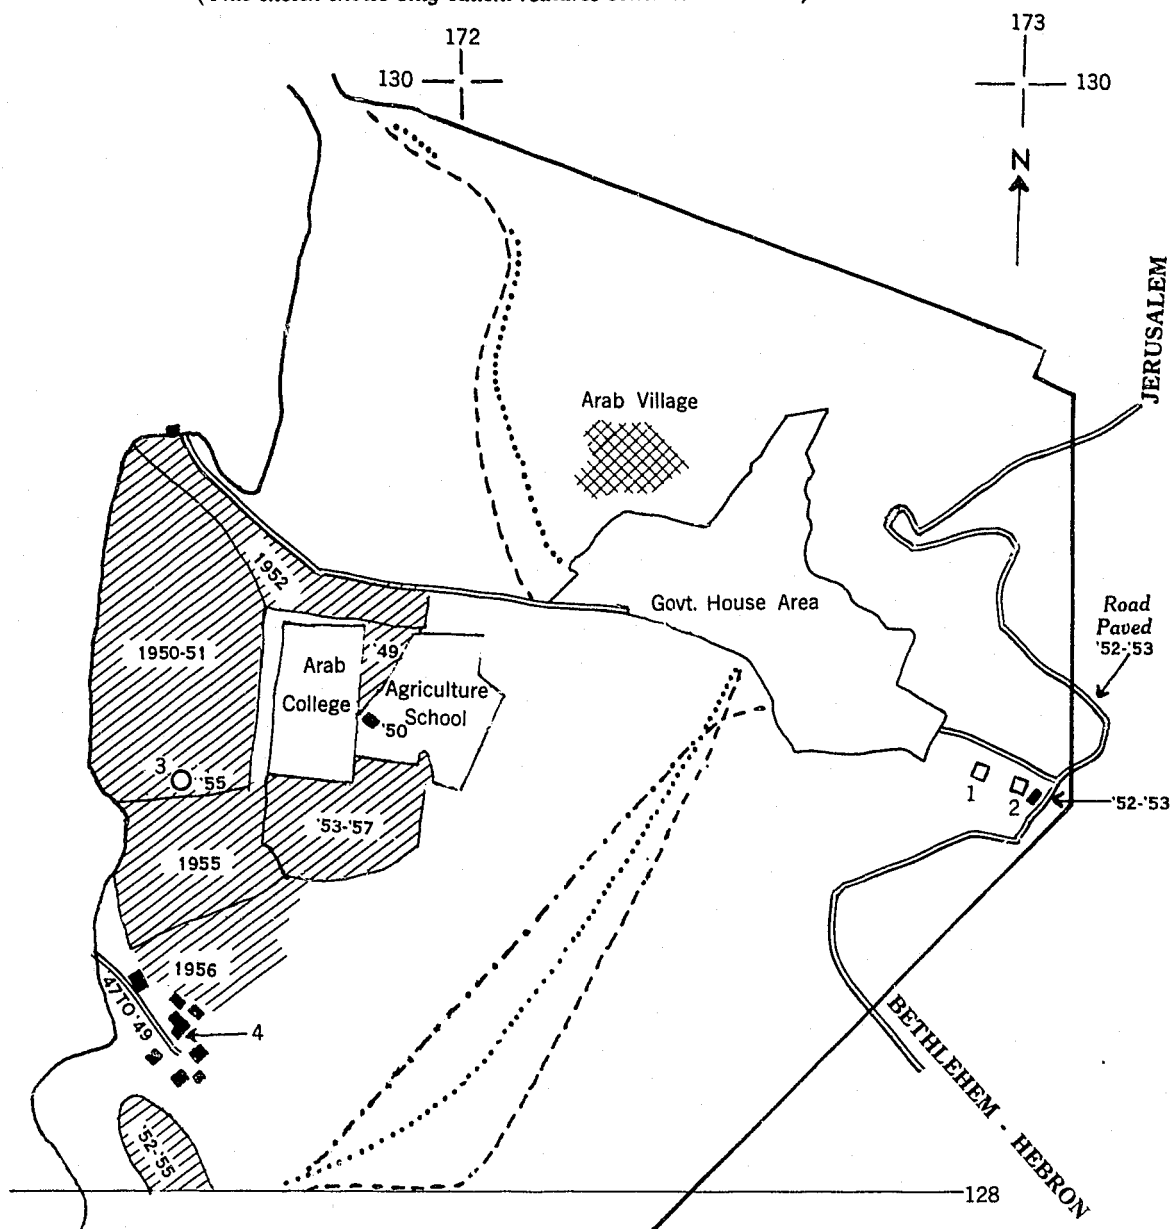 172
173
130
130
N
JERUSALEM
Arab Village
1952
Govt. House Area
Road
Paved
'52-'53
1950-51
'49
Arab
College
Agriculture
School
'50
3
'55
1
2
'52-'53
'53-'57
1955
1956
'47 TO '49
4
BETHLEHEM - HEBRON
'52-'55
128